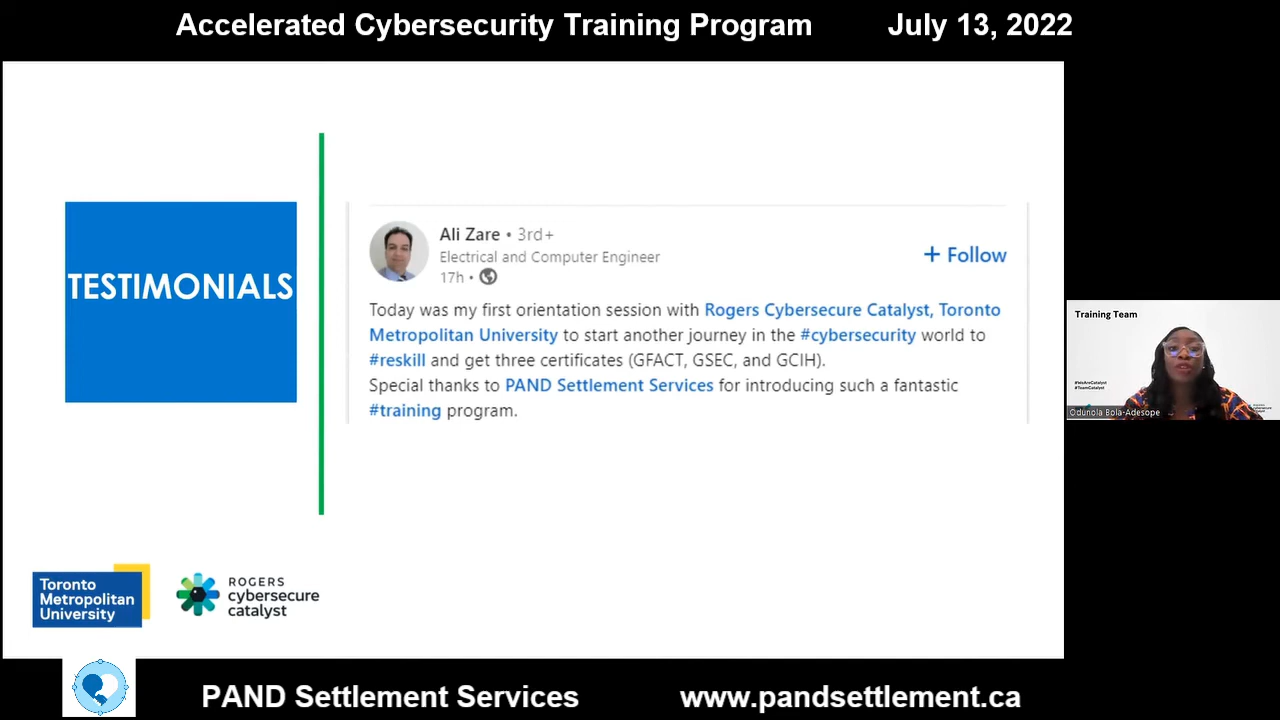 Accelerated Cybersecurity Training Program July 13, 2022
TESTIMONIALS
Ali Zare • 3rd+
Electrical and Computer Engineer
17h •
+ Follow
Today was my first orientation session with Rogers Cybersecure Catalyst, Toronto
Metropolitan University to start another journey in the #cybersecurity world to
#reskill and get three certificates (GFACT, GSEC, and GCIH).
Special thanks to PAND Settlement Services for introducing such a fantastic
#training program.
Training Team
#WeAreCatalyst
#TeamCatalyst
Odunola Bola-Adesope
Toronto
Metropolitan
University
ROGERS
cybersecure
catalyst
PAND Settlement Services www.pandsettlement.ca